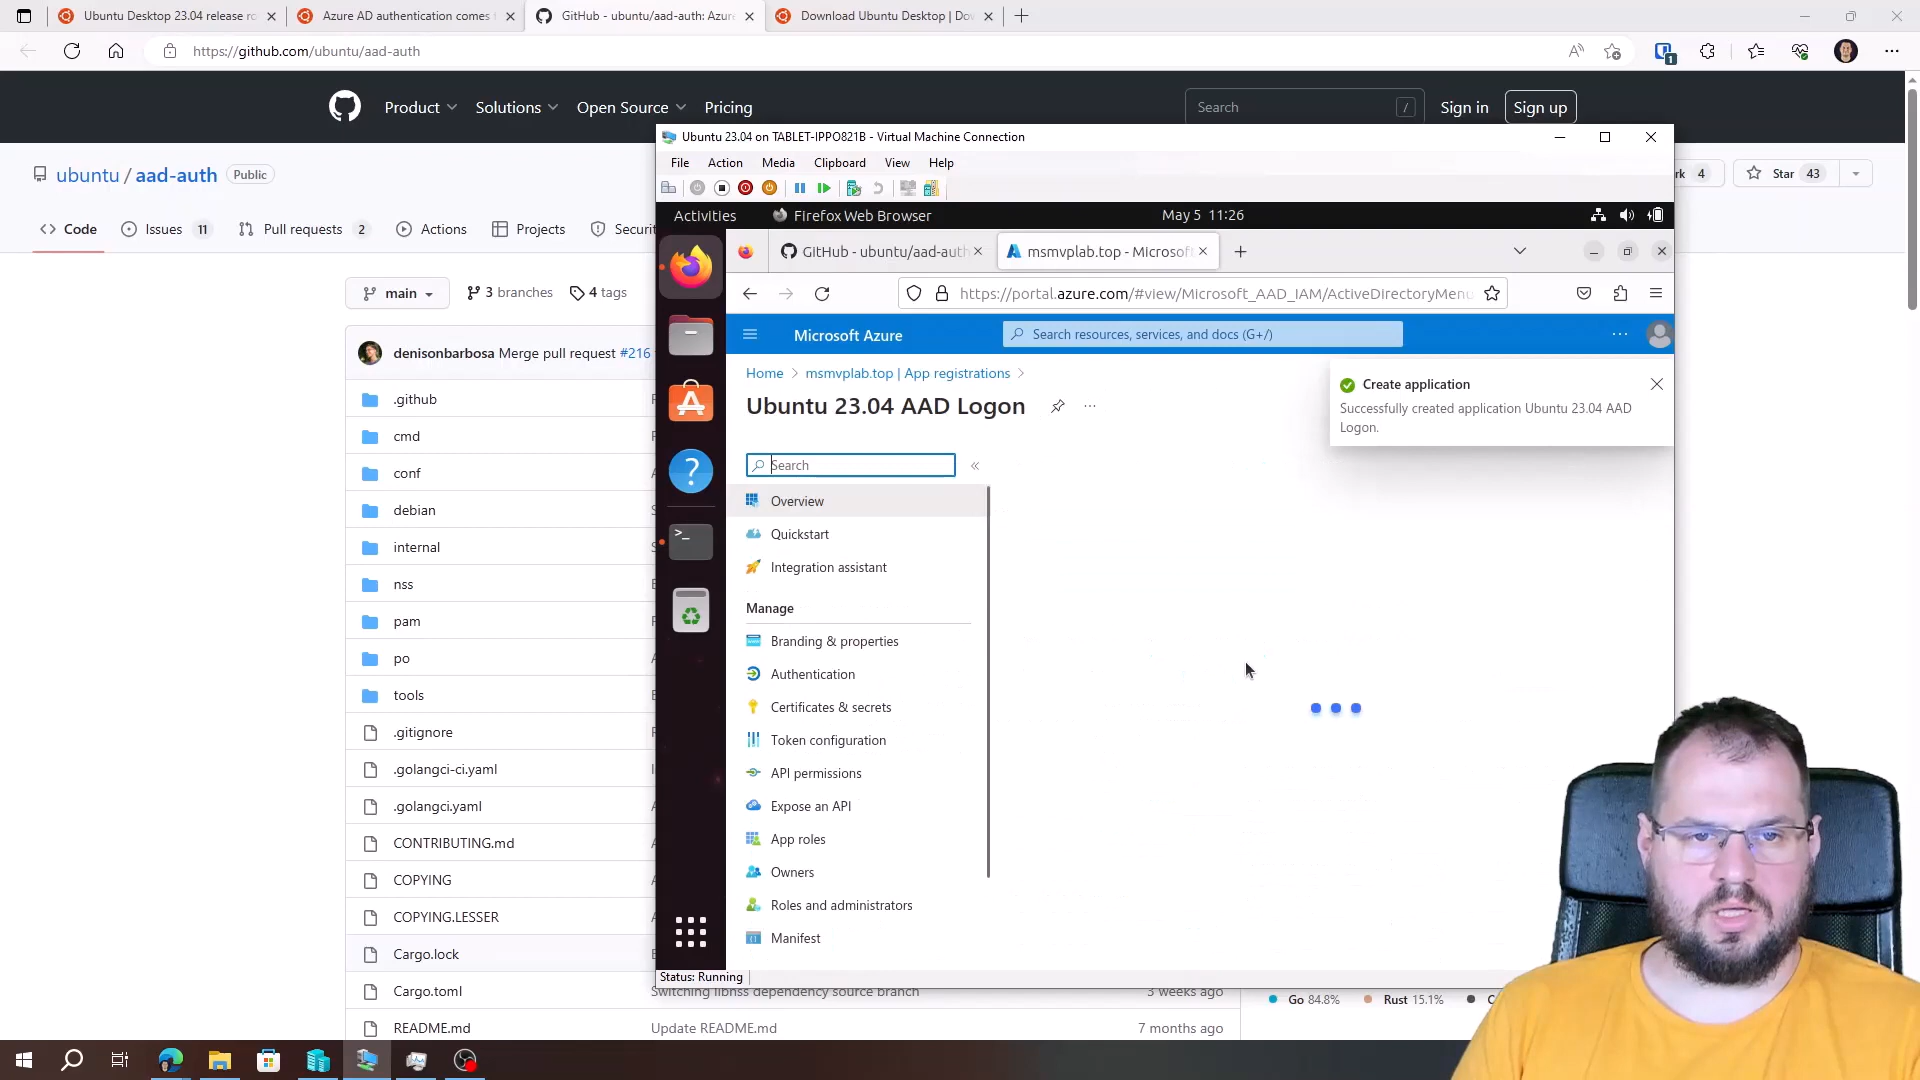 Ubuntu Desktop 23.04 release ro
Azure AD authentication comes
GitHub - ubuntu/aad-auth: Azure
Download Ubuntu Desktop | Do
https://github.com/ubuntu/aad-auth
1
Product
Solutions
Open Source
Pricing
Search
/
Sign in
Sign up
ubuntu / aad-auth
Public
rk 4
Star 43
Code
Issues 11
Pull requests 2
Actions
Projects
Securit
main
3 branches
4 tags
denisonbarbosa Merge pull request #216
.github
cmd
conf
debian
internal
nss
pam
po
tools
.gitignore
.golangci-ci.yaml
.golangci.yaml
CONTRIBUTING.md
COPYING
COPYING.LESSER
Cargo.lock
Cargo.toml
Switching libnss dependency source branch
3 weeks ago
README.md
Update README.md
7 months ago
Go 84.8%
Rust 15.1%
Ubuntu 23.04 on TABLET-IPPO821B - Virtual Machine Connection
File
Action
Media
Clipboard
View
Help
Activities
Firefox Web Browser
May 5 11:26
GitHub - ubuntu/aad-auth
msmvplab.top - Microsoft
https://portal.azure.com/#view/Microsoft_AAD_IAM/ActiveDirectoryMenu
Microsoft Azure
Search resources, services, and docs (G+/)
Home > msmvplab.top | App registrations >
Ubuntu 23.04 AAD Logon
Create application
Successfully created application Ubuntu 23.04 AAD
Logon.
Search
Overview
Quickstart
Integration assistant
Manage
Branding & properties
Authentication
Certificates & secrets
Token configuration
API permissions
Expose an API
App roles
Owners
Roles and administrators
Manifest
Status: Running